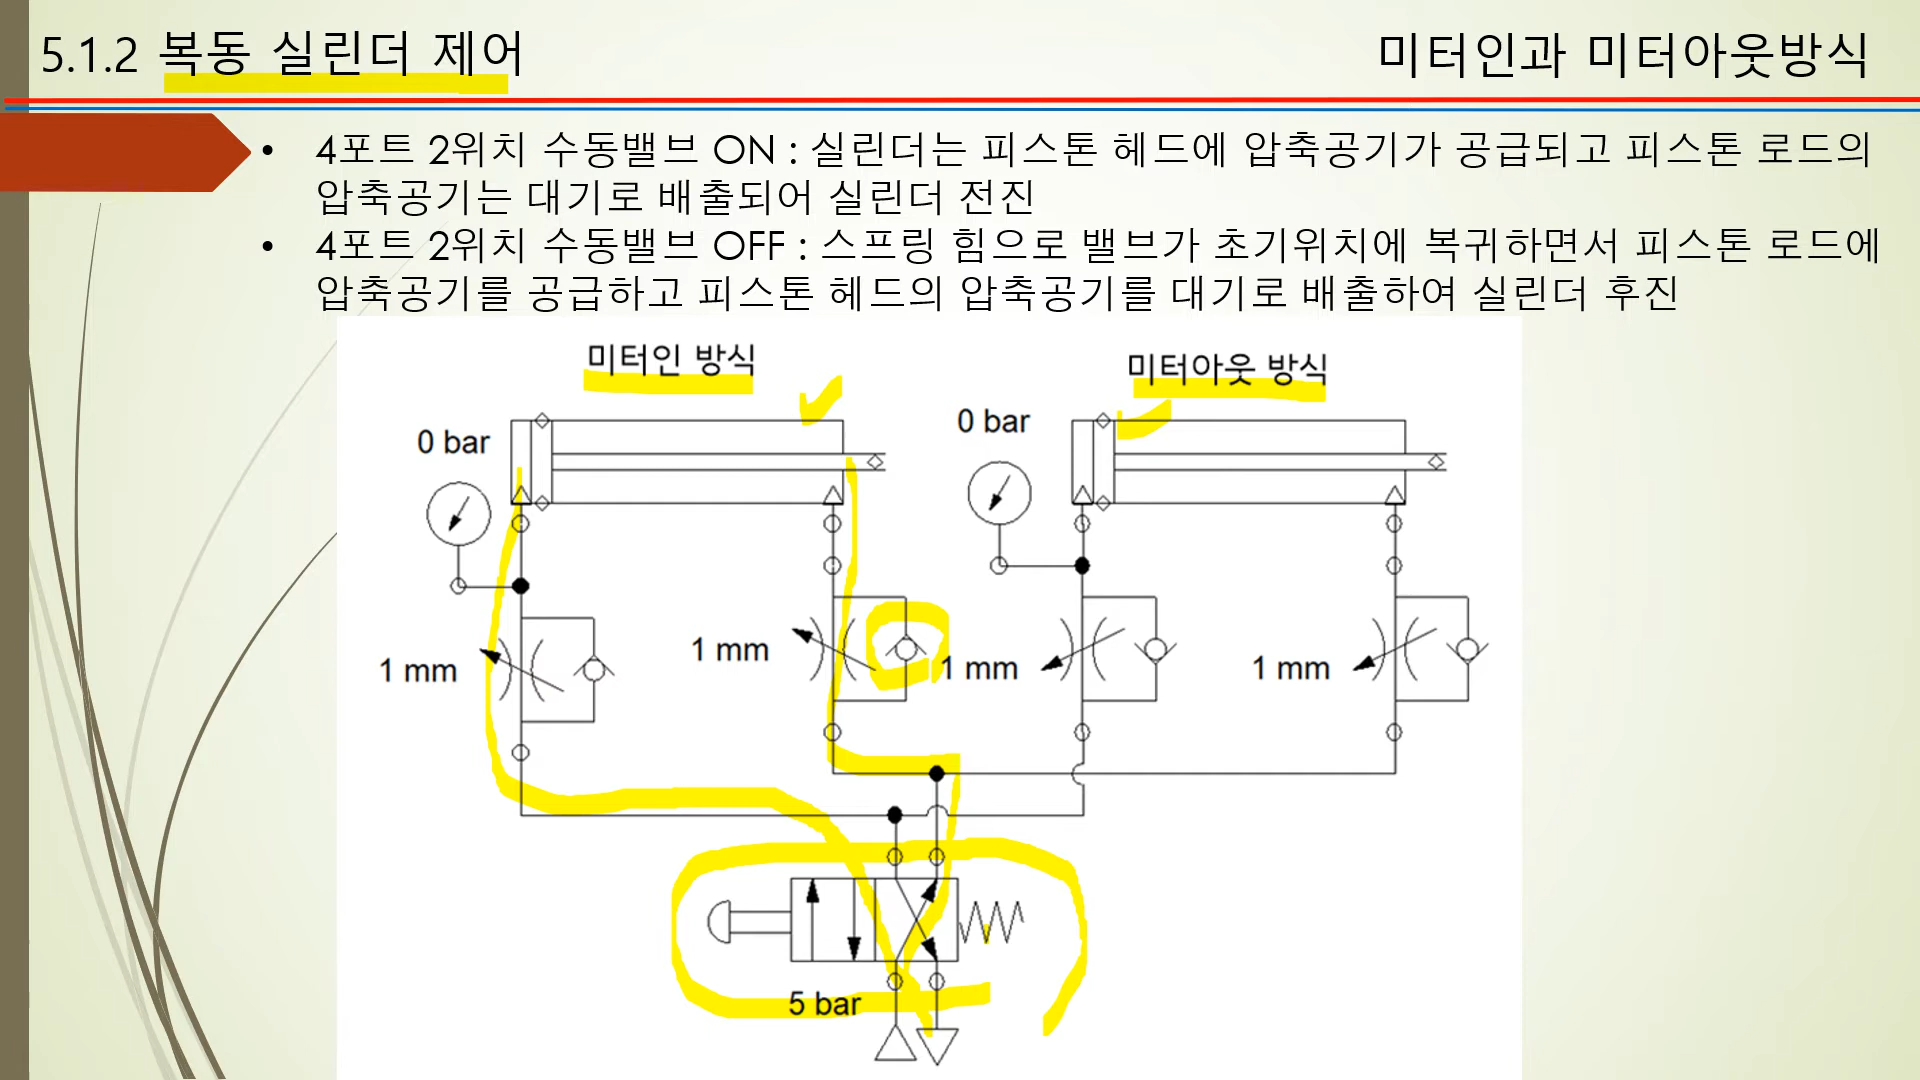 5.1.2 복동 실린더 제어
미터인과 미터아웃방식
• 4포트 2위치 수동밸브 ON : 실린더는 피스톤 헤드에 압축공기가 공급되고 피스톤 로드의
압축공기는 대기로 배출되어 실린더 전진
• 4포트 2위치 수동밸브 OFF : 스프링 힘으로 밸브가 초기위치에 복귀하면서 피스톤 로드에
압축공기를 공급하고 피스톤 헤드의 압축공기를 대기로 배출하여 실린더 후진
미터인 방식
미터아웃 방식
0 bar
0 bar
1 mm
1 mm
1 mm
1 mm
5 bar